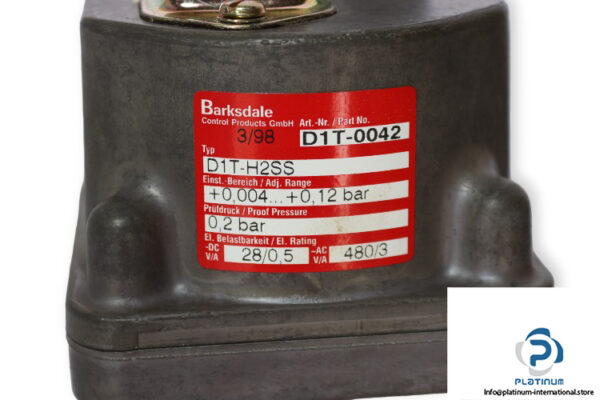 Barksdale
Control Products GmbH Art.-Nr. / Part No.
3/98 D1T-0042
Typ
D1T-H2SS
Einst.-Bereich / Adj. Range
+0,004...+0,12 bar
Prüfdruck / Proof Pressure
0,2 bar
El. Belastbarkeit / El. Rating
-DC V/A 28/0,5 ~AC V/A 480/3
PLATINUM
Info@platinum-international.store